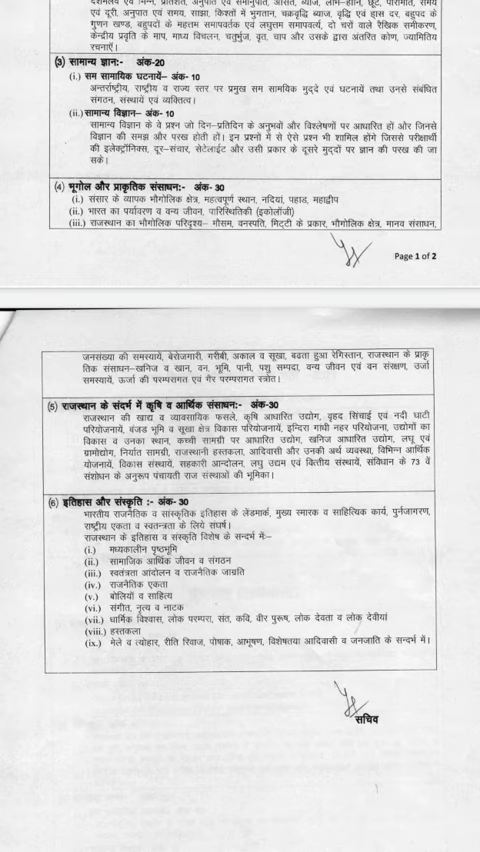 दशमलव एवं भिन्न, प्रतिशत, अनुपात एवं समानुपात, औसत, ब्याज, लाभ–हानि, छूट, समय
एवं दूरी, अनुपात एवं समय, साझा, किश्तों में भुगतान, चक्रवृद्धि ब्याज, वृद्धि एवं ह्रास दर, बहुपद के
गुणन खण्ड, बहुपदों के महत्तम समापवर्तक एवं लघुत्तम समापवर्त्य, दो चरों वाले रैखिक समीकरण,
केन्द्रीय प्रवृति के माप, माध्य विचलन, चतुर्भुज, वृत, चाप और उसके द्वारा अंतरित कोण, ज्यामितिय
रचनाएँ।
(3) सामान्य ज्ञान:- अंक-20
(i.) सम सामायिक घटनायें– अंक- 10
अन्तर्राष्ट्रीय, राष्ट्रीय व राज्य स्तर पर प्रमुख सम सामयिक मुद्दे एवं घटनायें तथा उनसे संबंधित
संगठन, संस्थायें एवं व्यक्तित्व।
(ii.) सामान्य विज्ञान– अंक- 10
सामान्य विज्ञान के वे प्रश्न जो दिन–प्रतिदिन के अनुभवों और विश्लेषणों पर आधारित हों और जिनसे
विज्ञान की समझ और परख होती हों। इन प्रश्नों में से ऐसे प्रश्न भी शामिल होंगे जिससे परीक्षार्थी
की इलेक्ट्रॉनिक्स, दूर–संचार, सेटेलाईट और उसी प्रकार के दूसरे मुद्दों पर ज्ञान की परख की जा
सके।
(4) भूगोल और प्राकृतिक संसाधन:- अंक- 30
(i.) संसार के व्यापक भौगोलिक क्षेत्र, महत्वपूर्ण स्थान, नदियां, पहाड, महाद्वीप
(ii.) भारत का पर्यावरण व वन्य जीवन, पारिस्थितिकी (इकोलॉजी)
(iii.) राजस्थान का भौगोलिक परिदृश्य– मौसम, वनस्पति, मिट्टी के प्रकार, भौगोलिक क्षेत्र, मानव संसाधन,
Page 1 of 2
जनसंख्या की समस्यायें, बेरोजगारी, गरीबी, अकाल व सूखा, बढता हुआ रेगिस्तान, राजस्थान के प्राकृ
तिक संसाधन–खनिज व खान, वन, भूमि, पानी, पशु सम्पदा, वन्य जीवन एवं वन संरक्षण, उर्जा
समस्यायें, ऊर्जा की परम्परागत एवं गैर परम्परागत स्त्रोत।
(5) राजस्थान के संदर्भ में कृषि व आर्थिक संसाधन:- अंक-30
राजस्थान की खाद्य व व्यावसायिक फसलें, कृषि आधारित उद्योग, वृहद सिंचाई एवं नदी घाटी
परियोजनायें, बंजड भूमि व सूखा क्षेत्र विकास परियोजनायें, इन्दिरा गांधी नहर परियोजना, उद्योगों का
विकास व उनका स्थान, कच्ची सामग्री पर आधारित उद्योग, खनिज आधारित उद्योग, लघु एवं
ग्रामोद्योग, निर्यात सामग्री, राजस्थानी हस्तकला, आदिवासी और उनकी अर्थ व्यवस्था, विभिन्न आर्थिक
योजनायें, विकास संस्थायें, सहकारी आन्दोलन, लघु उद्यम एवं वित्तीय संस्थायें, संविधान के 73 वें
संशोधन के अनुरूप पंचायती राज संस्थाओं की भूमिका।
(6) इतिहास और संस्कृति :- अंक- 30
भारतीय राजनैतिक व सांस्कृतिक इतिहास के लेंडमार्क, मुख्य स्मारक व साहित्यिक कार्य, पुर्नजागरण,
राष्ट्रीय एकता व स्वतन्त्रता के लिये संघर्ष।
राजस्थान के इतिहास व संस्कृति विशेष के सन्दर्भ में:–
(i.) मध्यकालीन पृष्ठभूमि
(ii.) सामाजिक आर्थिक जीवन व संगठन
(iii.) स्वतंत्रता आंदोलन व राजनैतिक जाग्रति
(iv.) राजनैतिक एकता
(v.) बोलियों व साहित्य
(vi.) संगीत, नृत्य व नाटक
(vii.) धार्मिक विश्वास, लोक परम्परा, संत, कवि, वीर पुरूष, लोक देवता व लोक देवीयां
(viii.) हस्तकला
(ix.) मेले व त्योहार, रीति रिवाज, पोषाक, आभूषण, विशेषतया आदिवासी व जनजाति के सन्दर्भ में।
सचिव